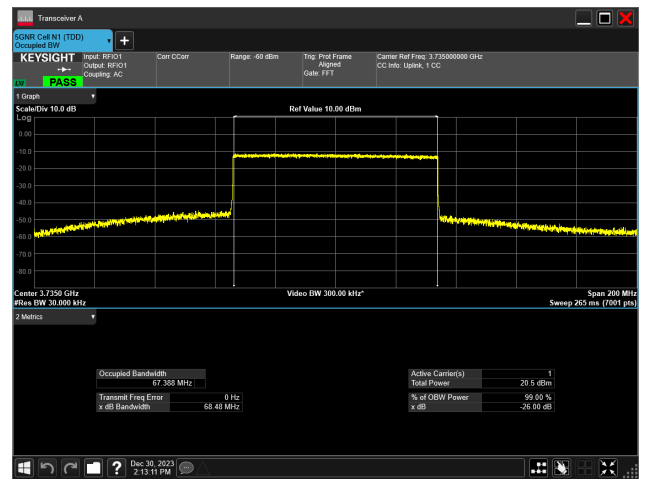 Transceiver A
5GNR Cell N1 (TDD)
Occupied BW
KEYSIGHT
LXI
PASS
Input: RFIO1
Output: RFIO1
Coupling: AC
Corr CCorr
Range: -60 dBm
Trig: Prot Frame
Aligned
Gate: FFT
Carrier Ref Freq: 3.735000000 GHz
CC Info: Uplink, 1 CC
1 Graph
Scale/Div 10.0 dB
Ref Value 10.00 dBm
Log
0.00
-10.0
-20.0
-30.0
-40.0
-50.0
-60.0
-70.0
-80.0
Center 3.7350 GHz
Video BW 300.00 kHz*
Span 200 MHz
#Res BW 30.000 kHz
Sweep 265 ms (7001 pts)
2 Metrics
Occupied Bandwidth
67.388 MHz
Transmit Freq Error 0 Hz
x dB Bandwidth 68.48 MHz
Active Carrier(s) 1
Total Power 20.5 dBm
% of OBW Power 99.00 %
x dB -26.00 dB
Dec 30, 2023
2:13:11 PM